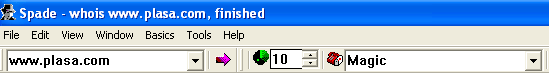 Spade - whois www.plasa.com, finished
File Edit View Window Basics Tools Help
www.plasa.com 10 Magic